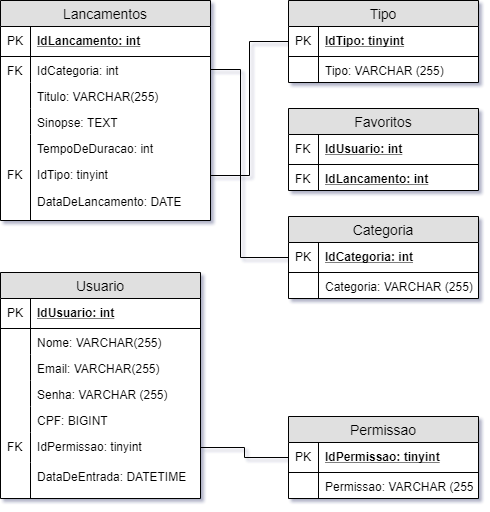 Lancamentos
PK IdLancamento: int
FK IdCategoria: int
Titulo: VARCHAR(255)
Sinopse: TEXT
TempoDeDuracao: int
FK IdTipo: tinyint
DataDeLancamento: DATE
Tipo
PK IdTipo: tinyint
Tipo: VARCHAR (255)
Favoritos
FK IdUsuario: int
FK IdLancamento: int
Categoria
PK IdCategoria: int
Categoria: VARCHAR (255)
Usuario
PK IdUsuario: int
Nome: VARCHAR(255)
Email: VARCHAR(255)
Senha: VARCHAR (255)
CPF: BIGINT
FK IdPermissao: tinyint
DataDeEntrada: DATETIME
Permissao
PK IdPermissao: tinyint
Permissao: VARCHAR (255